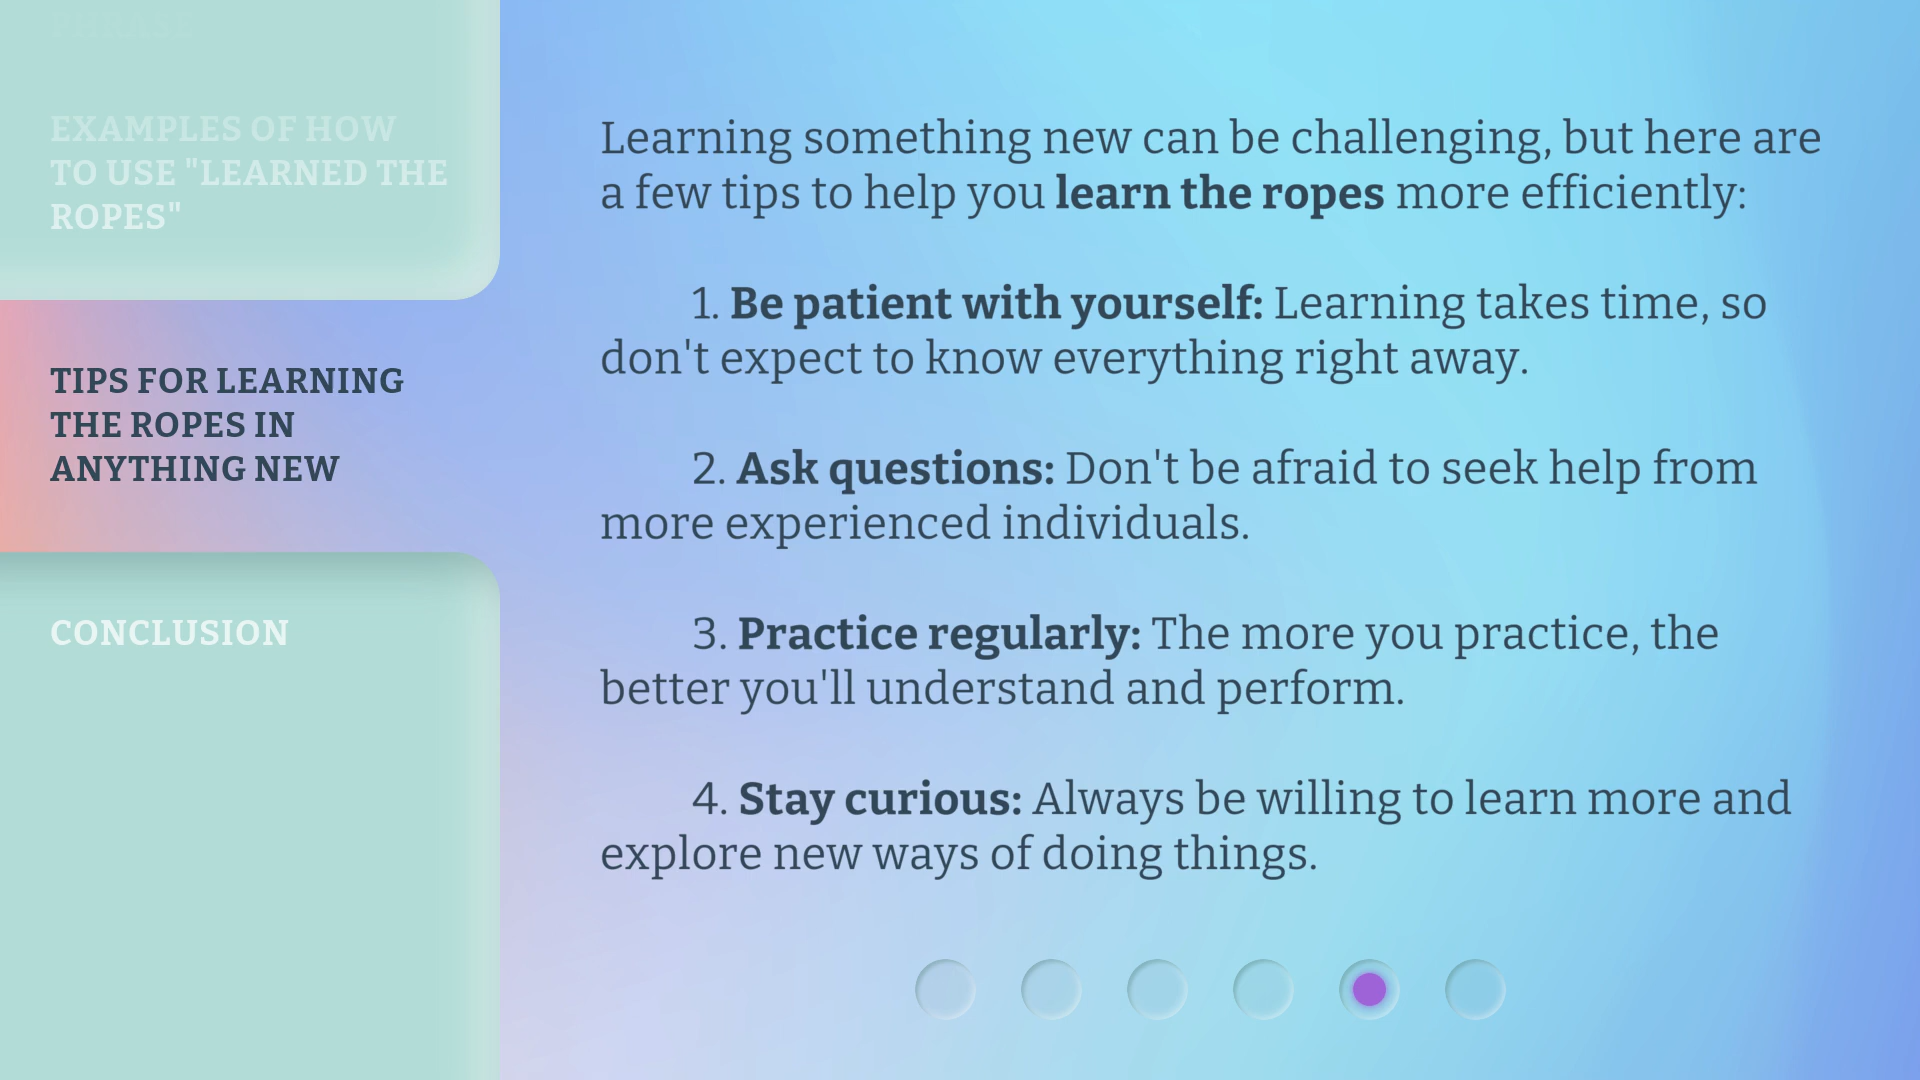 PHRASE
EXAMPLES OF HOW
TO USE "LEARNED THE
ROPES"
TIPS FOR LEARNING
THE ROPES IN
ANYTHING NEW
CONCLUSION
Learning something new can be challenging, but here are
a few tips to help you learn the ropes more efficiently:
1. Be patient with yourself: Learning takes time, so
don't expect to know everything right away.
2. Ask questions: Don't be afraid to seek help from
more experienced individuals.
3. Practice regularly: The more you practice, the
better you'll understand and perform.
4. Stay curious: Always be willing to learn more and
explore new ways of doing things.